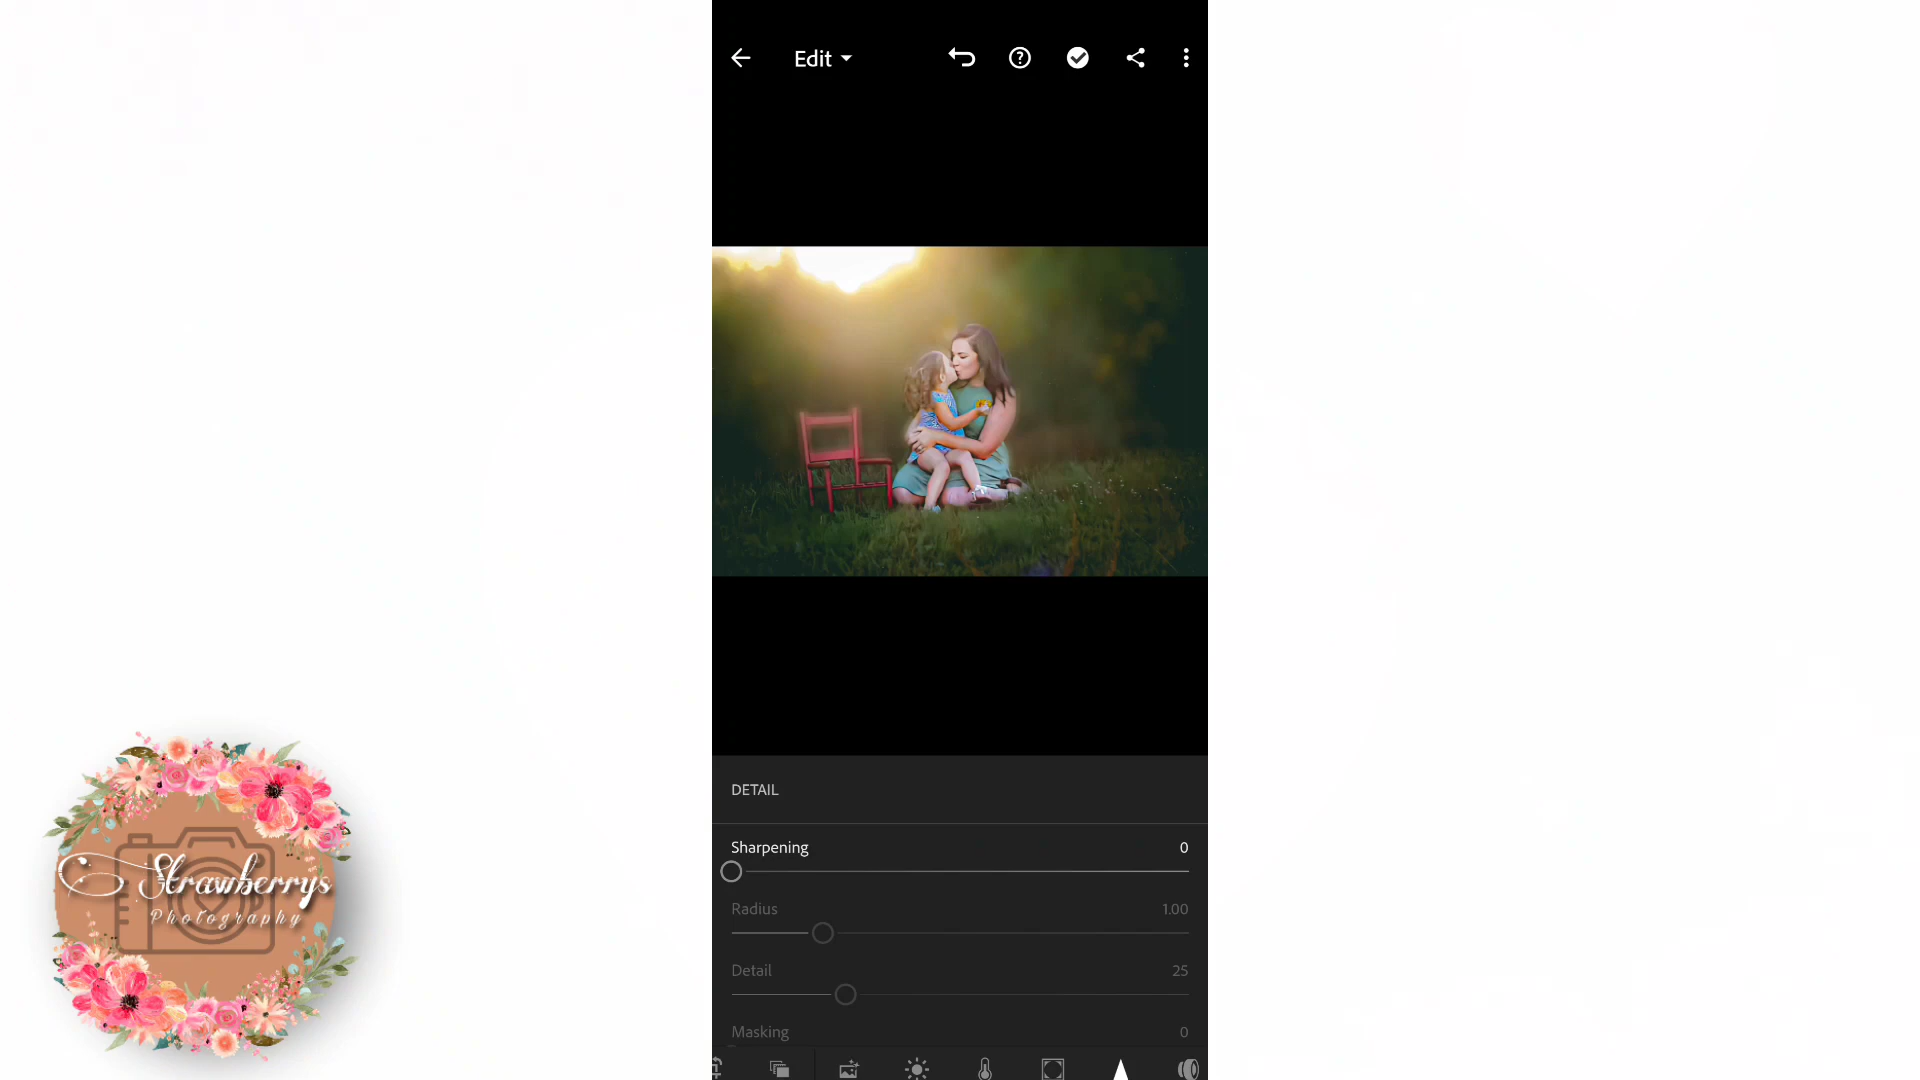 Edit
DETAIL
Sharpening 0
Radius 1.00
Detail 25
Masking 0
Strawberrys
Photography